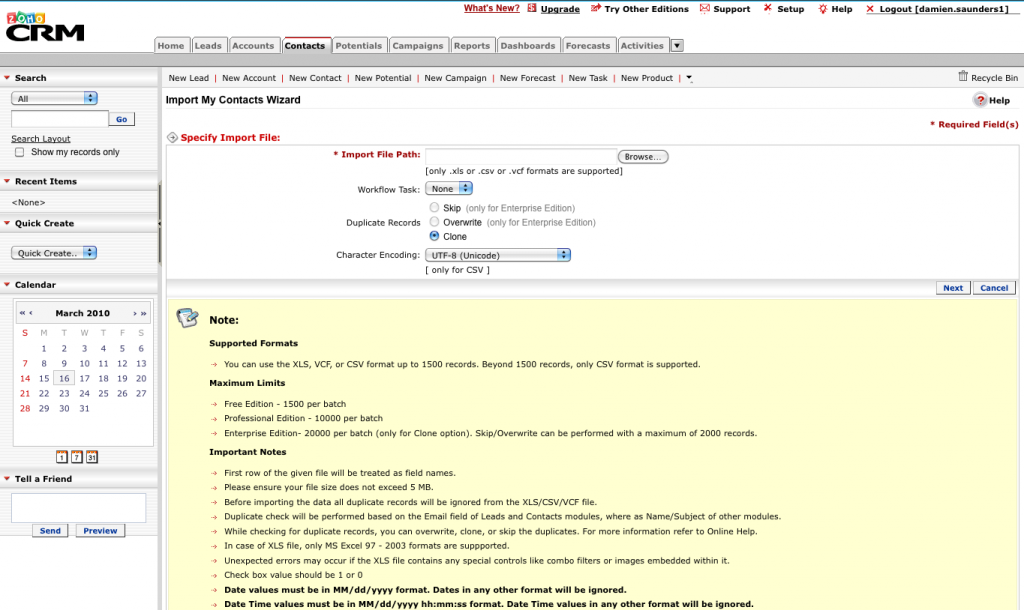 What's New? Upgrade Try Other Editions Support Setup Help Logout [damien.saunders1]
ZOHO
CRM
Home Leads Accounts Contacts Potentials Campaigns Reports Dashboards Forecasts Activities
Search
All
Go
Search Layout
Show my records only
Recent Items
<None>
Quick Create
Quick Create..
Calendar
« ‹ March 2010 › »
S M T W T F S
1 2 3 4 5 6
7 8 9 10 11 12 13
14 15 16 17 18 19 20
21 22 23 24 25 26 27
28 29 30 31
1 7 31
Tell a Friend
Send Preview
New Lead | New Account | New Contact | New Potential | New Campaign | New Forecast | New Task | New Product | Recycle Bin
Import My Contacts Wizard
? Help
* Required Field(s)
Specify Import File:
* Import File Path: Browse...
[only .xls or .csv or .vcf formats are supported]
Workflow Task: None
Duplicate Records
Skip (only for Enterprise Edition)
Overwrite (only for Enterprise Edition)
Clone
Character Encoding: UTF-8 (Unicode)
[ only for CSV ]
Next Cancel
Note:
Supported Formats
→ You can use the XLS, VCF, or CSV format up to 1500 records. Beyond 1500 records, only CSV format is supported.
Maximum Limits
→ Free Edition - 1500 per batch
→ Professional Edition - 10000 per batch
→ Enterprise Edition- 20000 per batch (only for Clone option). Skip/Overwrite can be performed with a maximum of 2000 records.
Important Notes
→ First row of the given file will be treated as field names.
→ Please ensure your file size does not exceed 5 MB.
→ Before importing the data all duplicate records will be ignored from the XLS/CSV/VCF file.
→ Duplicate check will be performed based on the Email field of Leads and Contacts modules, where as Name/Subject of other modules.
→ While checking for duplicate records, you can overwrite, clone, or skip the duplicates. For more information refer to Online Help.
→ In case of XLS file, only MS Excel 97 - 2003 formats are suppported.
→ Unexpected errors may occur if the XLS file contains any special controls like combo filters or images embedded within it.
→ Check box value should be 1 or 0
→ Date values must be in MM/dd/yyyy format. Dates in any other format will be ignored.
→ Date Time values must be in MM/dd/yyyy hh:mm:ss format. Date Time values in any other format will be ignored.